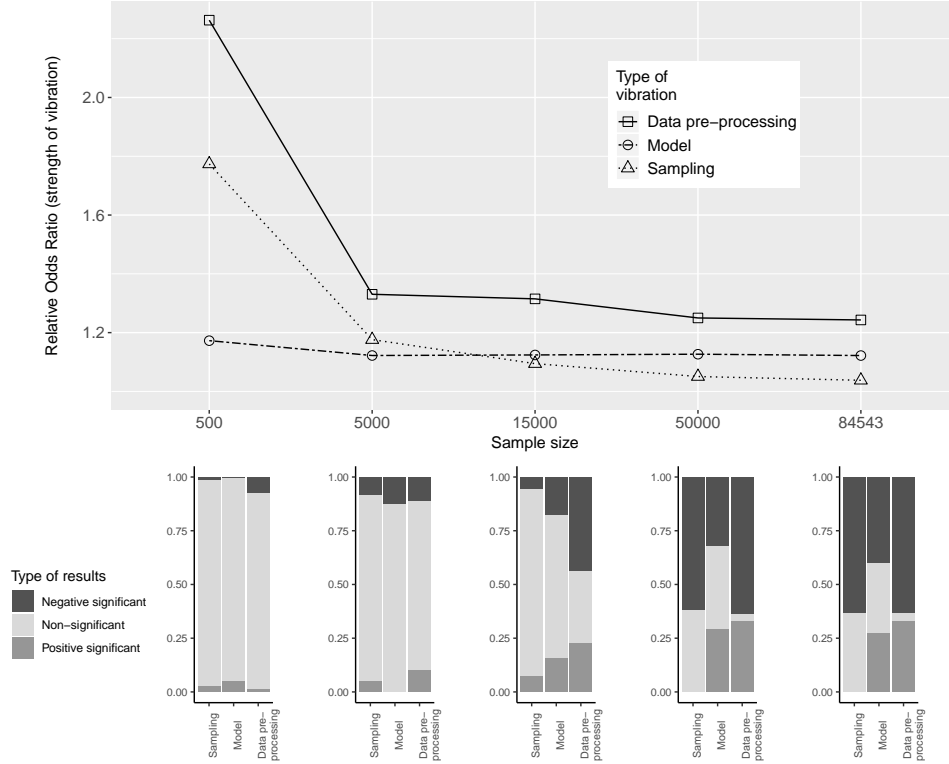 Relative Odds Ratio (strength of vibration)
2.0
1.6
1.2
Type of
vibration
Data pre−processing
Model
Sampling
500
5000
15000
50000
84543
Sample size
Type of results
Negative significant
Non−significant
Positive significant
1.00
0.75
0.50
0.25
0.00
Sampling
Model
Data pre−
processing
1.00
0.75
0.50
0.25
0.00
Sampling
Model
Data pre−
processing
1.00
0.75
0.50
0.25
0.00
Sampling
Model
Data pre−
processing
1.00
0.75
0.50
0.25
0.00
Sampling
Model
Data pre−
processing
1.00
0.75
0.50
0.25
0.00
Sampling
Model
Data pre−
processing